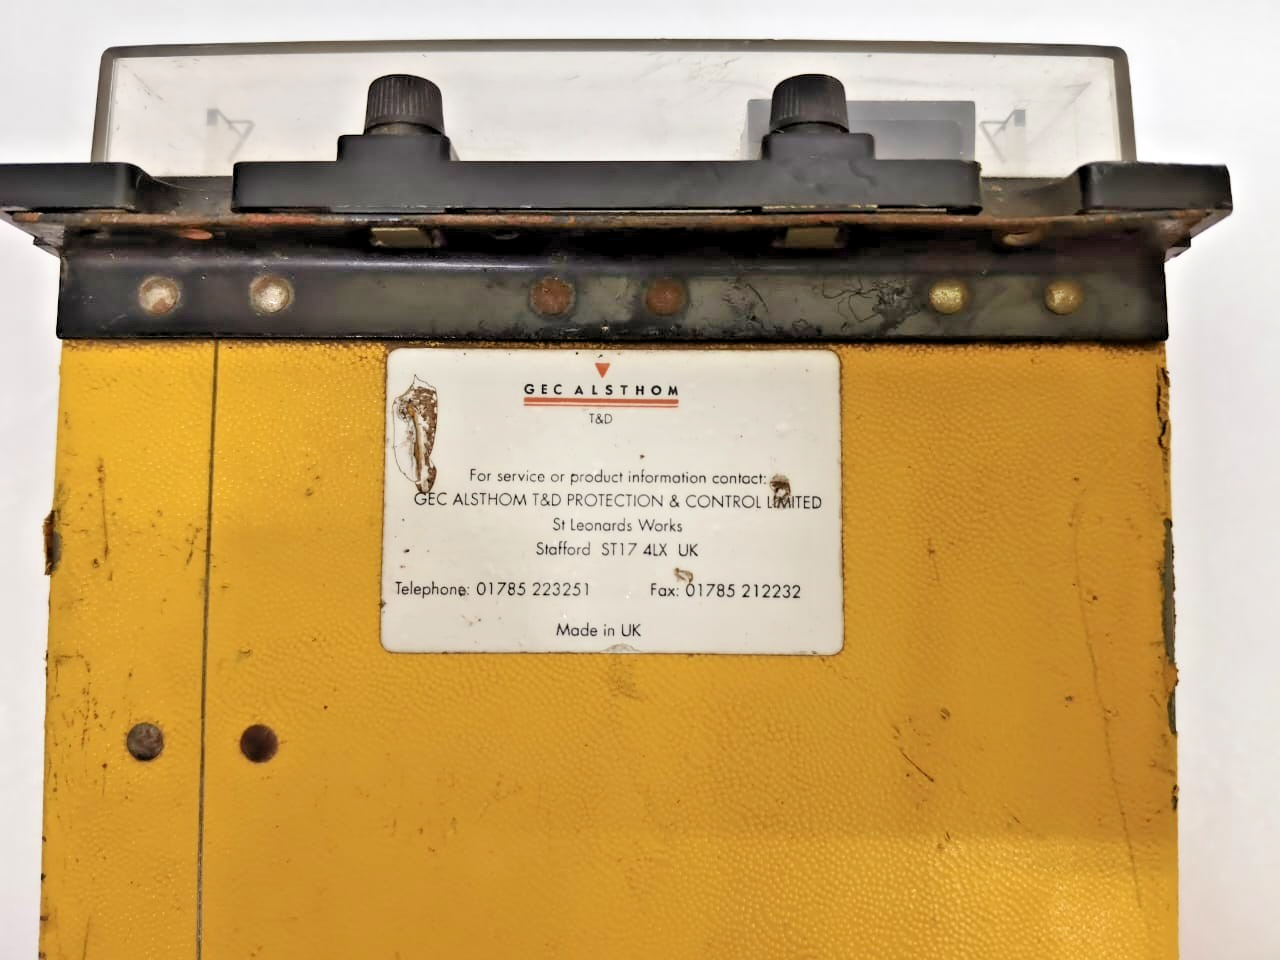 GEC ALSTHOM
T&D
For service or product information contact:
GEC ALSTHOM T&D PROTECTION & CONTROL LIMITED
St Leonards Works
Stafford ST17 4LX UK
Telephone: 01785 223251 Fax: 01785 212232
Made in UK